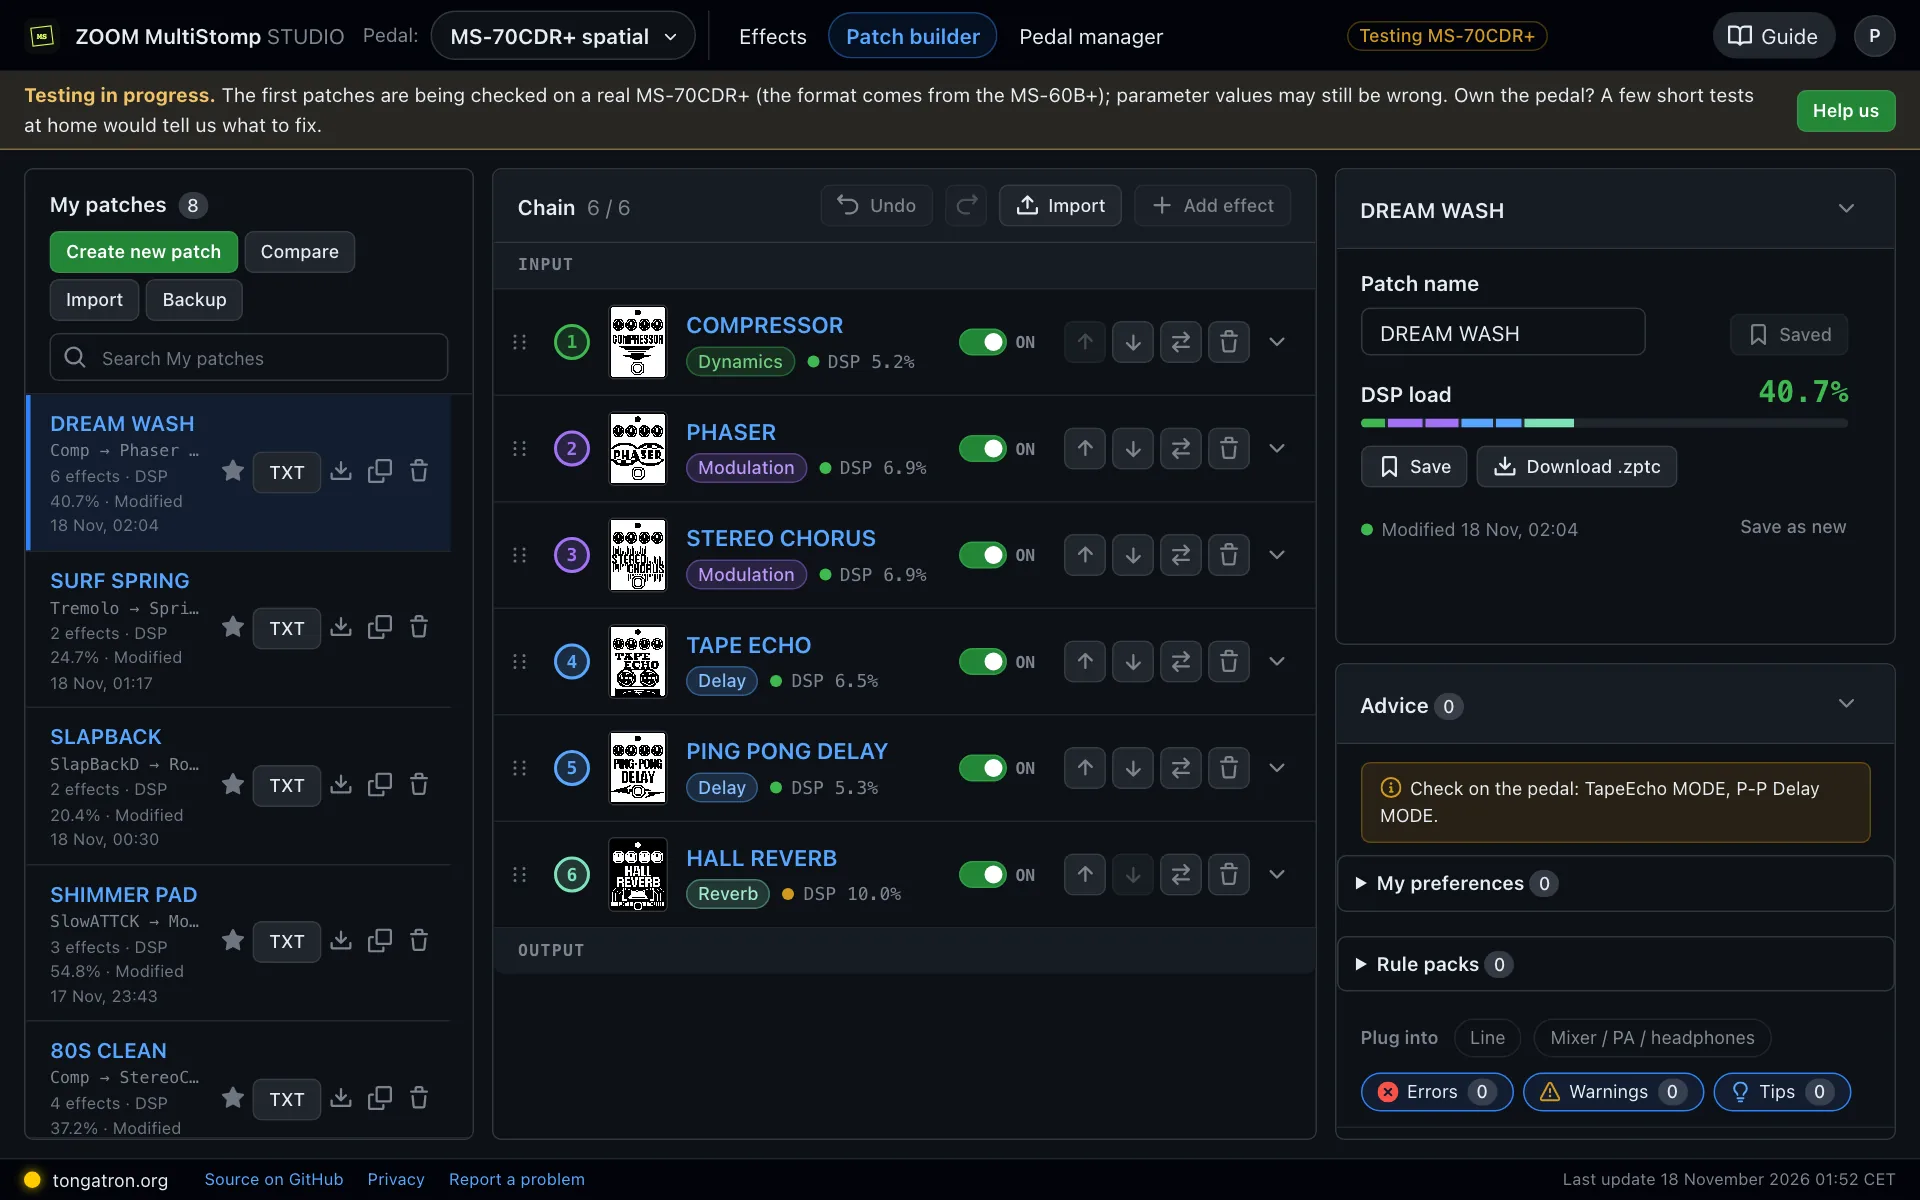 MS
ZOOM MultiStomp STUDIO
Pedal:
MS-70CDR+ spatial
Effects
Patch builder
Pedal manager
Testing MS-70CDR+
Guide
P
Testing in progress. The first patches are being checked on a real MS-70CDR+ (the format comes from the MS-60B+); parameter values may still be wrong. Own the pedal? A few short tests
at home would tell us what to fix.
Help us
My patches 8
Create new patch
Compare
Import
Backup
Search My patches
DREAM WASH
Comp → Phaser …
6 effects · DSP
40.7% · Modified
18 Nov, 02:04
TXT
SURF SPRING
Tremolo → Spri…
2 effects · DSP
24.7% · Modified
18 Nov, 01:17
TXT
SLAPBACK
SlapBackD → Ro…
2 effects · DSP
20.4% · Modified
18 Nov, 00:30
TXT
SHIMMER PAD
SlowATTCK → Mo…
3 effects · DSP
54.8% · Modified
17 Nov, 23:43
TXT
80S CLEAN
Comp → StereoC…
4 effects · DSP
37.2% · Modified
TXT
Chain 6 / 6
Undo
Import
Add effect
INPUT
1
COMPRESSOR
COMPRESSOR
Dynamics
DSP 5.2%
ON
2
PHASER
PHASER
Modulation
DSP 6.9%
ON
3
STEREO CHORUS
STEREO CHORUS
Modulation
DSP 6.9%
ON
4
TAPE ECHO
TAPE ECHO
Delay
DSP 6.5%
ON
5
PING-PONG DELAY
PING PONG DELAY
Delay
DSP 5.3%
ON
6
HALL REVERB
HALL REVERB
Reverb
DSP 10.0%
ON
OUTPUT
DREAM WASH
Patch name
DREAM WASH
Saved
DSP load
40.7%
Save
Download .zptc
Modified 18 Nov, 02:04
Save as new
Advice 0
Check on the pedal: TapeEcho MODE, P-P Delay
MODE.
My preferences 0
Rule packs 0
Plug into
Line
Mixer / PA / headphones
Errors 0
Warnings 0
Tips 0
tongatron.org
Source on GitHub
Privacy
Report a problem
Last update 18 November 2026 01:52 CET